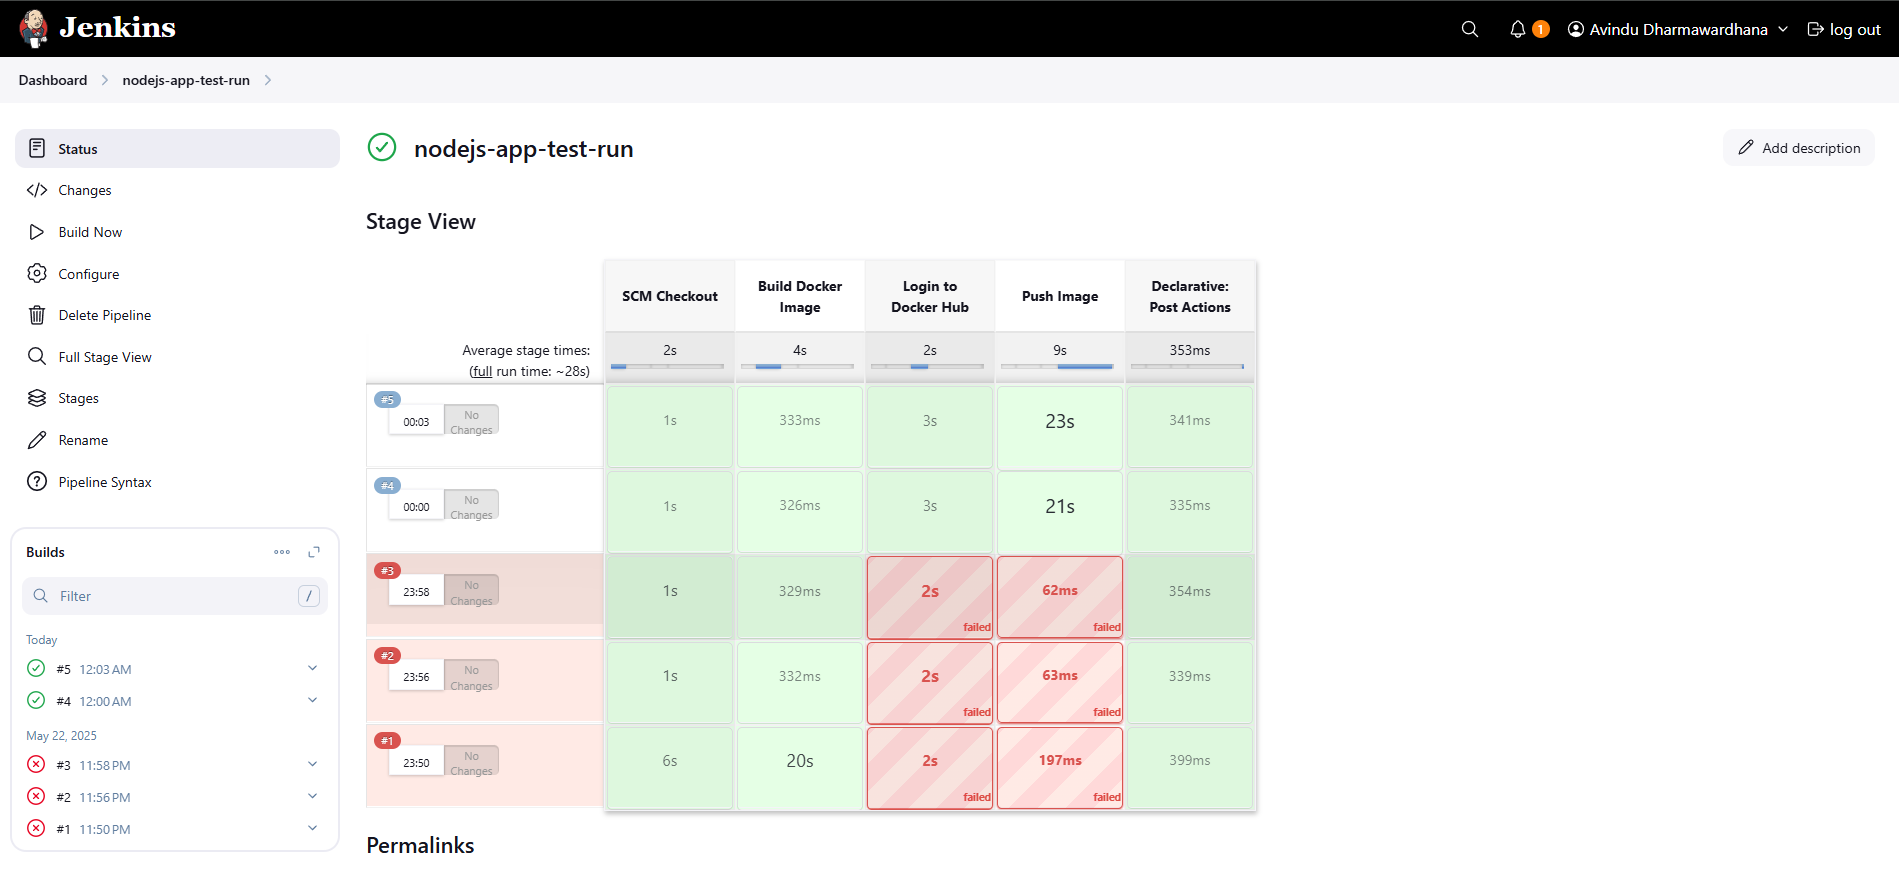 Jenkins
1
Avindu Dharmawardhana
log out
Dashboard
nodejs-app-test-run
Status
Changes
Build Now
Configure
Delete Pipeline
Full Stage View
Stages
Rename
Pipeline Syntax
Builds
Filter
/
Today
#5 12:03 AM
#4 12:00 AM
May 22, 2025
#3 11:58 PM
#2 11:56 PM
#1 11:50 PM
nodejs-app-test-run
Add description
Stage View
SCM Checkout
Build Docker
Image
Login to
Docker Hub
Push Image
Declarative:
Post Actions
Average stage times:
(full run time: ~28s)
2s
4s
2s
9s
353ms
#5
00:03
No
Changes
1s
333ms
3s
23s
341ms
#4
00:00
No
Changes
1s
326ms
3s
21s
335ms
#3
23:58
No
Changes
1s
329ms
2s
failed
62ms
failed
354ms
#2
23:56
No
Changes
1s
332ms
2s
failed
63ms
failed
339ms
#1
23:50
No
Changes
6s
20s
2s
failed
197ms
failed
399ms
Permalinks